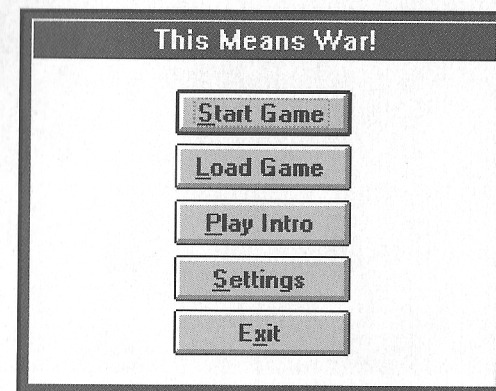 This Means War!
Start Game
Load Game
Play Intro
Settings
Exit